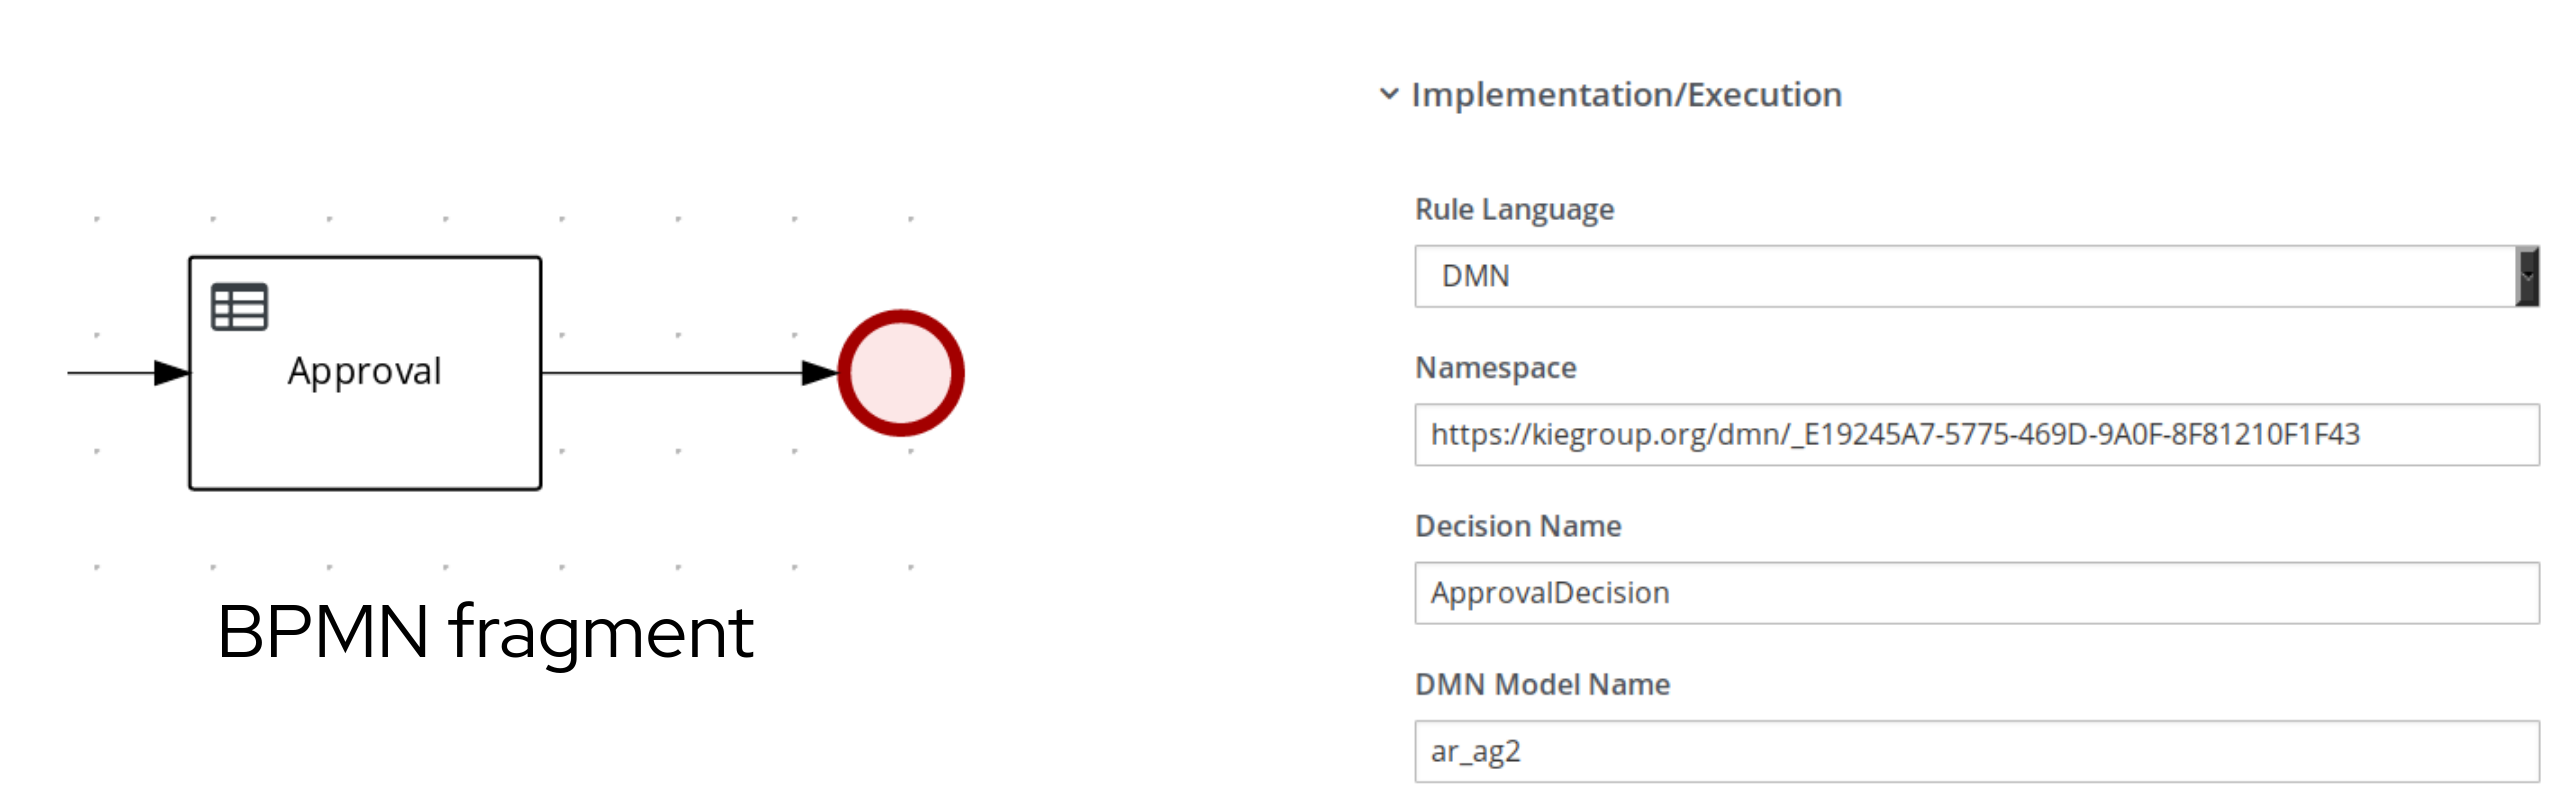 Approval
BPMN fragment
Implementation/Execution
Rule Language
DMN
Namespace
https://kiegroup.org/dmn/_E19245A7-5775-469D-9A0F-8F81210F1F43
Decision Name
ApprovalDecision
DMN Model Name
ar_ag2